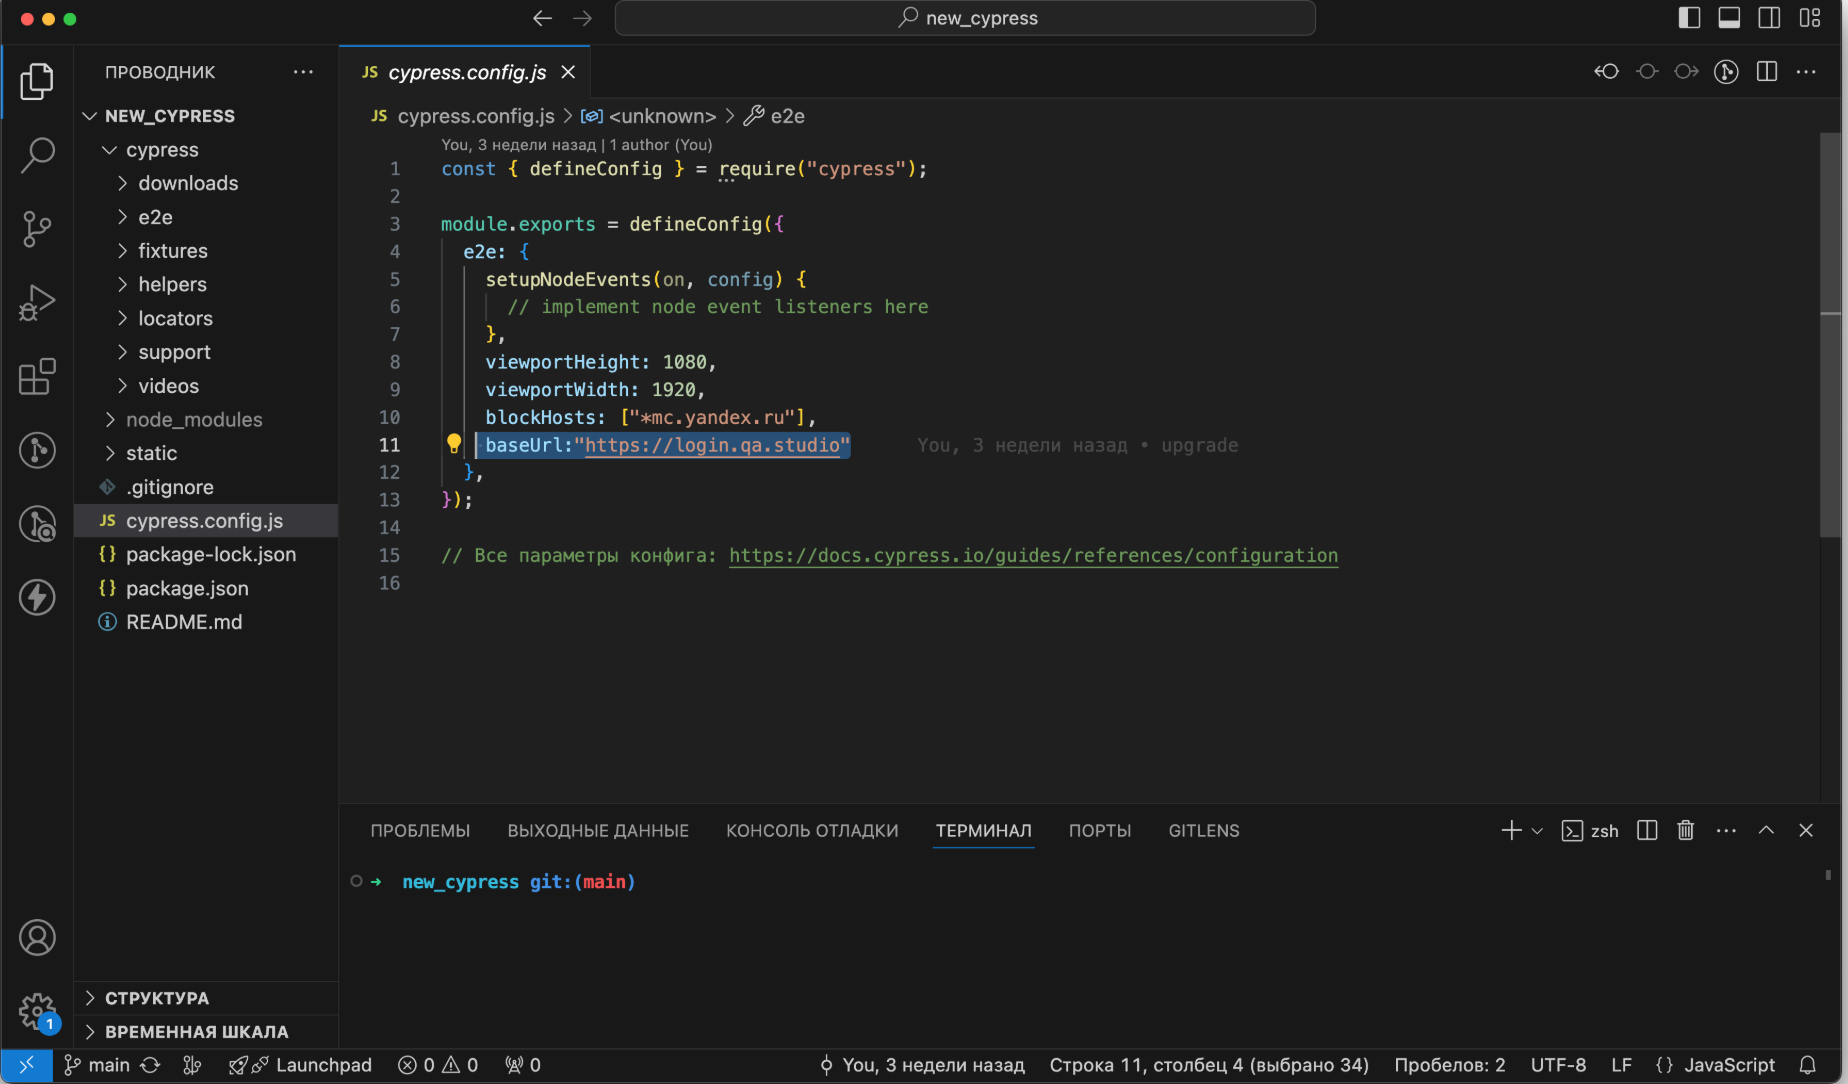 new_cypress
ПРОВОДНИК
NEW_CYPRESS
cypress
downloads
e2e
fixtures
helpers
locators
support
videos
node_modules
static
.gitignore
JS cypress.config.js
{} package-lock.json
{} package.json
README.md
СТРУКТУРА
ВРЕМЕННАЯ ШКАЛА
JS cypress.config.js
JS cypress.config.js > <unknown> > e2e
You, 3 недели назад | 1 author (You)
1 const { defineConfig } = require("cypress");
2
3 module.exports = defineConfig({
4 e2e: {
5 setupNodeEvents(on, config) {
6 // implement node event listeners here
7 },
8 viewportHeight: 1080,
9 viewportWidth: 1920,
10 blockHosts: ["*mc.yandex.ru"],
11 baseUrl:"https://login.qa.studio" You, 3 недели назад • upgrade
12 },
13 });
14
15 // Все параметры конфига: https://docs.cypress.io/guides/references/configuration
16
ПРОБЛЕМЫ ВЫХОДНЫЕ ДАННЫЕ КОНСОЛЬ ОТЛАДКИ ТЕРМИНАЛ ПОРТЫ GITLENS zsh
→ new_cypress git:(main)
1
main Launchpad 0 0 0 You, 3 недели назад Строка 11, столбец 4 (выбрано 34) Пробелов: 2 UTF-8 LF {} JavaScript